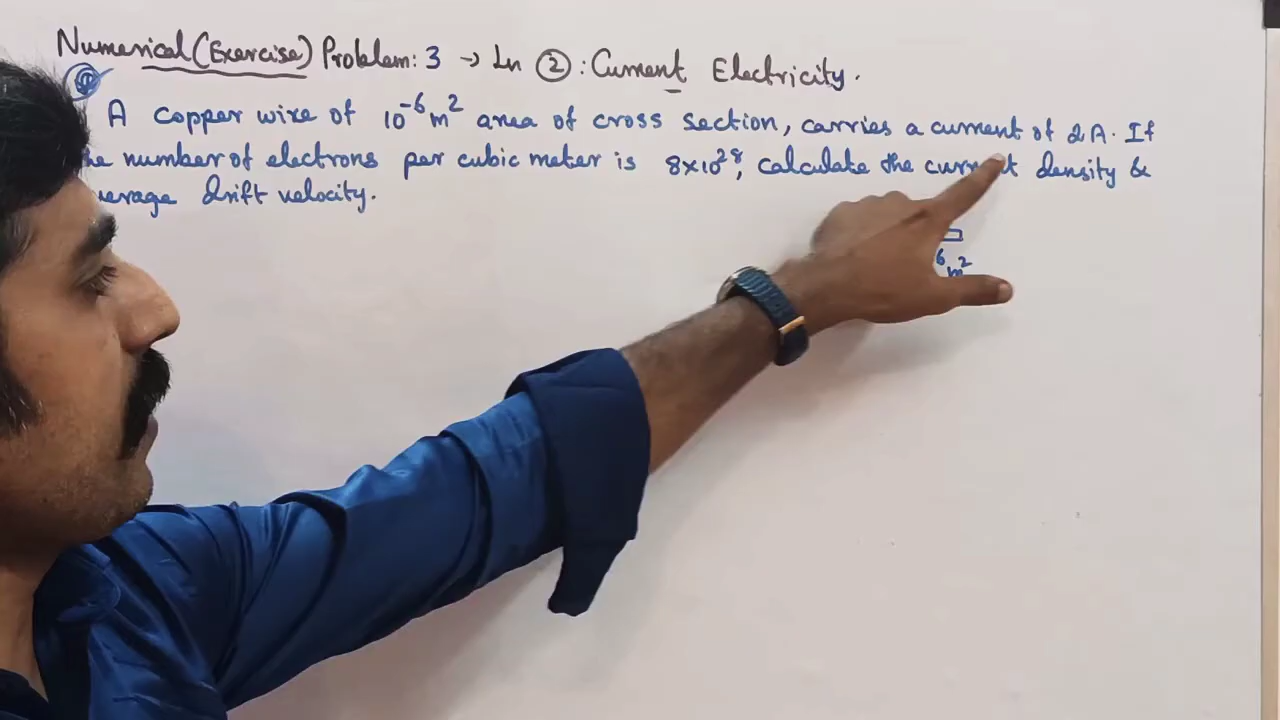 Numerical (Exercise) Problem: 3 → Ln ② : Current Electricity.
A copper wire of 10⁻⁶ m² area of cross section, carries a current of 2 A. If
number of electrons per cubic meter is 8×10²⁸, calculate the current density &
drift velocity.
6 m²